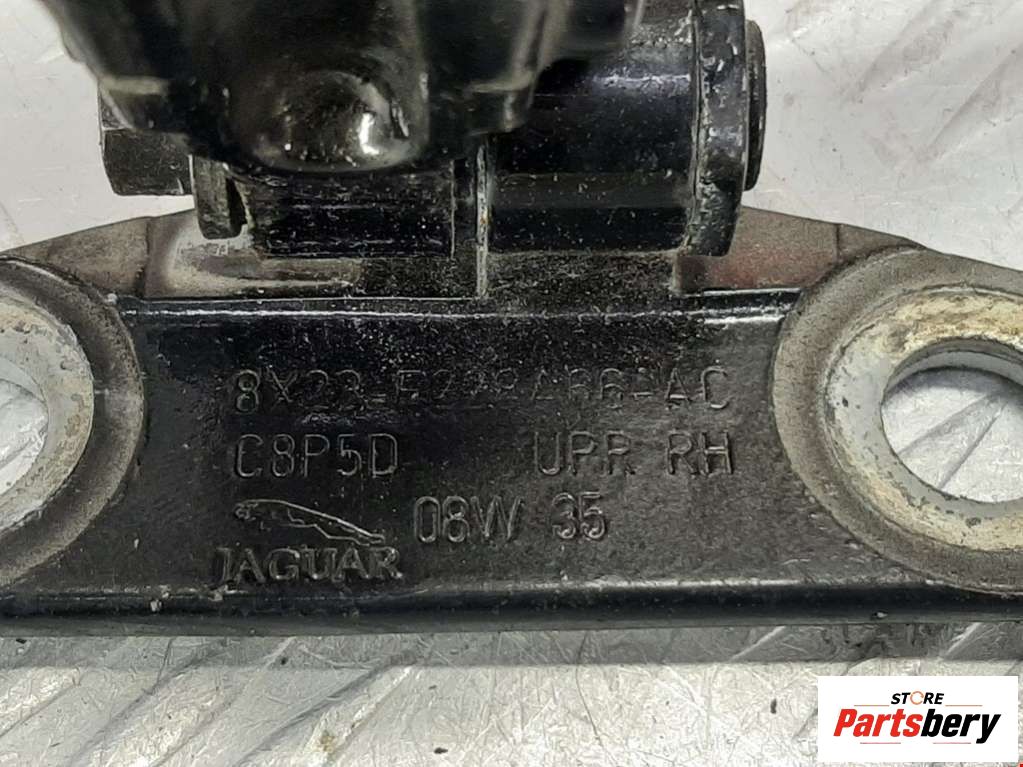 C8P5D UPR RH
08W 35
JAGUAR
STORE
Partsbery